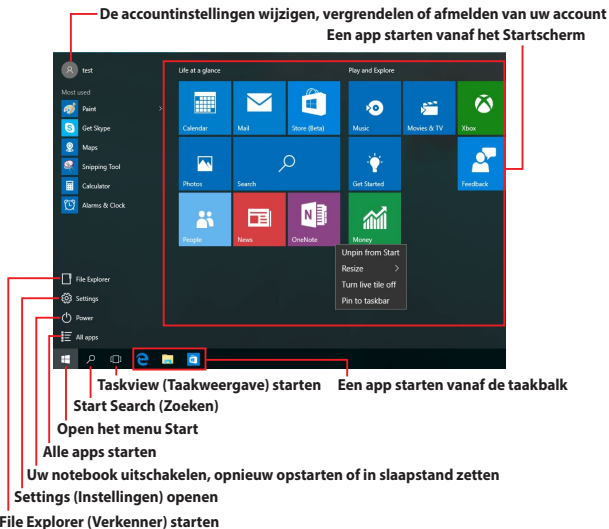 De accountinstellingen wijzigen, vergrendelen of afmelden van uw account
Een app starten vanaf het Startscherm
test
Life at a glance
Play and Explore
Most used
Paint
Get Skype
Maps
Snipping Tool
Calculator
Alarms & Clock
Calendar
Mail
Store (Beta)
Music
Movies & TV
Xbox
Photos
Search
Get Started
Feedback
People
News
OneNote
Money
Unpin from Start
Resize
Turn live tile off
Pin to taskbar
File Explorer
Settings
Power
All apps
Taskview (Taakweergave) starten
Een app starten vanaf de taakbalk
Start Search (Zoeken)
Open het menu Start
Alle apps starten
Uw notebook uitschakelen, opnieuw opstarten of in slaapstand zetten
Settings (Instellingen) openen
File Explorer (Verkenner) starten